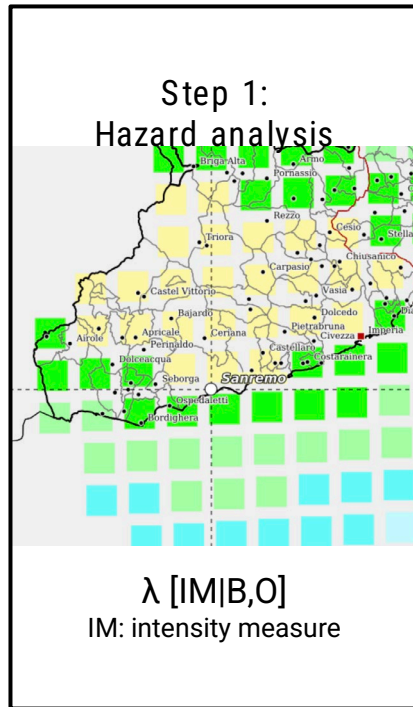 Step 1:
Hazard analysis
Briga Alta
Armo
Pornassio
Rezzo
Cesio
Stella
Triora
Chiusanico
Carpasio
Castel Vittorio
Vasia
Bajardo
Dolcedo
Dia
Airole
Apricale
Ceriana
Pietrabruna
Imperia
Perinaldo
Civezza
Dolceacqua
Castellaro
Costarainera
Seborga
Sanremo
Ospedaletti
Bordighera
λ [IM|B,O]
IM: intensity measure